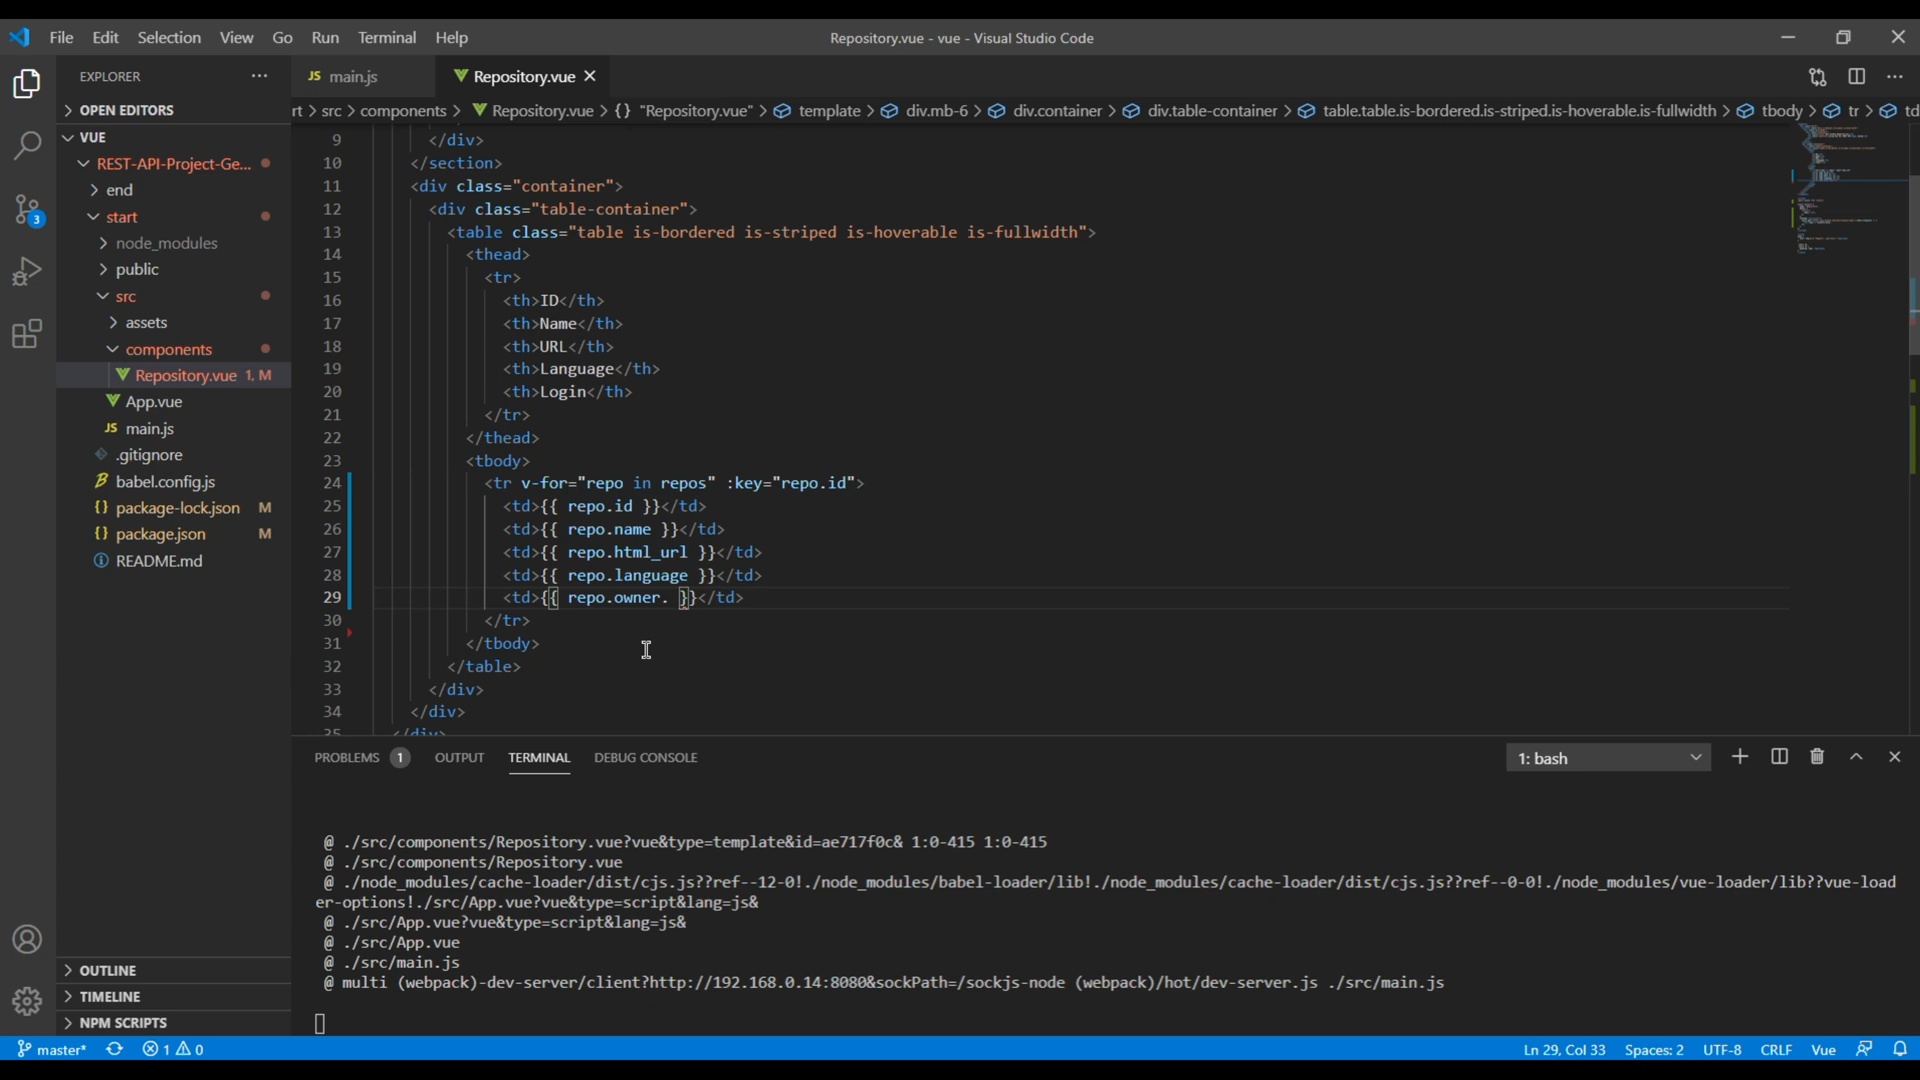 File Edit Selection View Go Run Terminal Help Repository.vue - vue - Visual Studio Code
EXPLORER
JS main.js Repository.vue
OPEN EDITORS
rt > src > components > Repository.vue > {} "Repository.vue" > template > div.mb-6 > div.container > div.table-container > table.table.is-bordered.is-striped.is-hoverable.is-fullwidth > tbody > tr > td
VUE
REST-API-Project-Ge...
end
start
node_modules
public
src
assets
components
Repository.vue 1, M
App.vue
JS main.js
.gitignore
babel.config.js
{} package-lock.json M
{} package.json M
README.md
3
OUTLINE
TIMELINE
NPM SCRIPTS
9 </div>
10 </section>
11 <div class="container">
12 <div class="table-container">
13 <table class="table is-bordered is-striped is-hoverable is-fullwidth">
14 <thead>
15 <tr>
16 <th>ID</th>
17 <th>Name</th>
18 <th>URL</th>
19 <th>Language</th>
20 <th>Login</th>
21 </tr>
22 </thead>
23 <tbody>
24 <tr v-for="repo in repos" :key="repo.id">
25 <td>{{ repo.id }}</td>
26 <td>{{ repo.name }}</td>
27 <td>{{ repo.html_url }}</td>
28 <td>{{ repo.language }}</td>
29 <td>{{ repo.owner. }}</td>
30 </tr>
31 </tbody>
32 </table>
33 </div>
34 </div>
35 </div>
PROBLEMS 1 OUTPUT TERMINAL DEBUG CONSOLE 1: bash
@ ./src/components/Repository.vue?vue&type=template&id=ae717f0c& 1:0-415 1:0-415
@ ./src/components/Repository.vue
@ ./node_modules/cache-loader/dist/cjs.js??ref--12-0!./node_modules/babel-loader/lib!./node_modules/cache-loader/dist/cjs.js??ref--0-0!./node_modules/vue-loader/lib??vue-load
er-options!./src/App.vue?vue&type=script&lang=js&
@ ./src/App.vue?vue&type=script&lang=js&
@ ./src/App.vue
@ ./src/main.js
@ multi (webpack)-dev-server/client?http://192.168.0.14:8080&sockPath=/sockjs-node (webpack)/hot/dev-server.js ./src/main.js
master* 1 0 Ln 29, Col 33 Spaces: 2 UTF-8 CRLF Vue